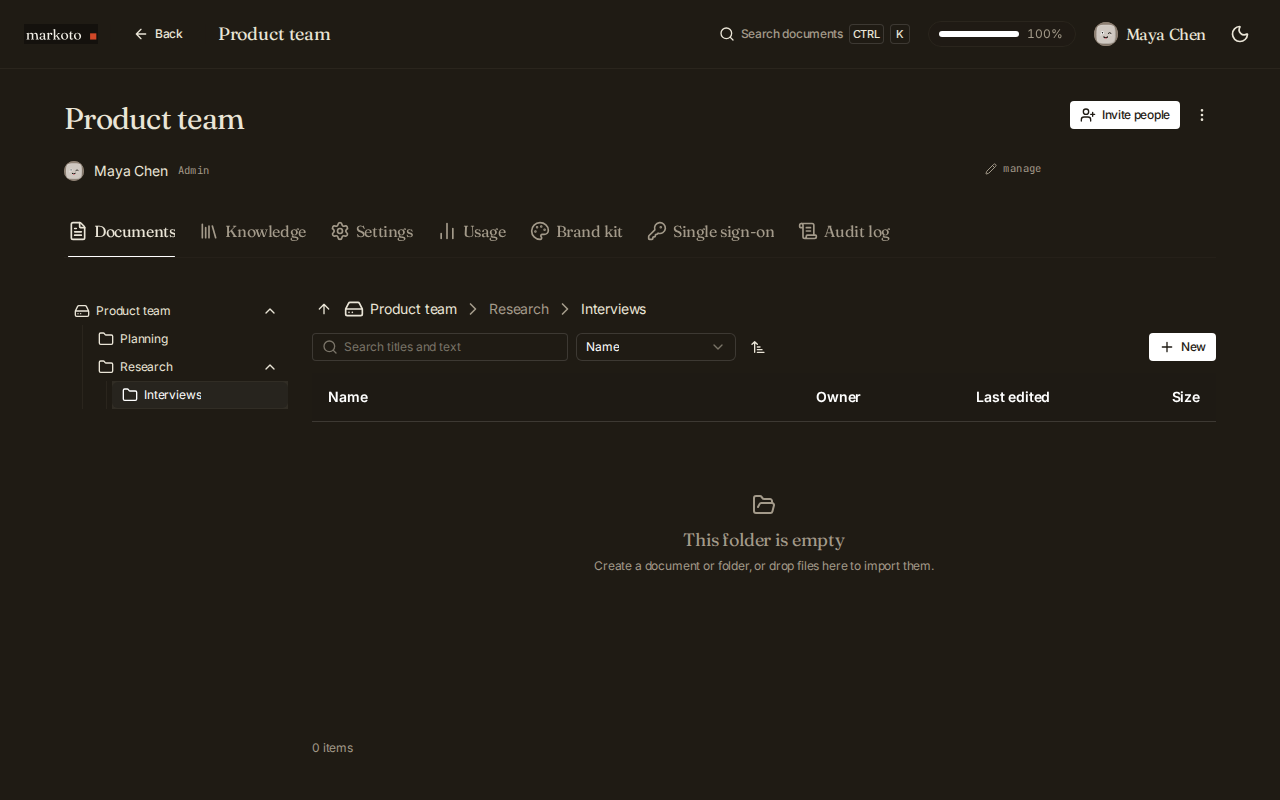 markoto
Back
Product team
Search documents CTRL K
100%
Maya Chen
Product team
Invite people
Maya Chen Admin
manage
Documents Knowledge Settings Usage Brand kit Single sign-on Audit log
Product team
Planning
Research
Interviews
Product team Research Interviews
Search titles and text
Name
New
Name Owner Last edited Size
This folder is empty
Create a document or folder, or drop files here to import them.
0 items